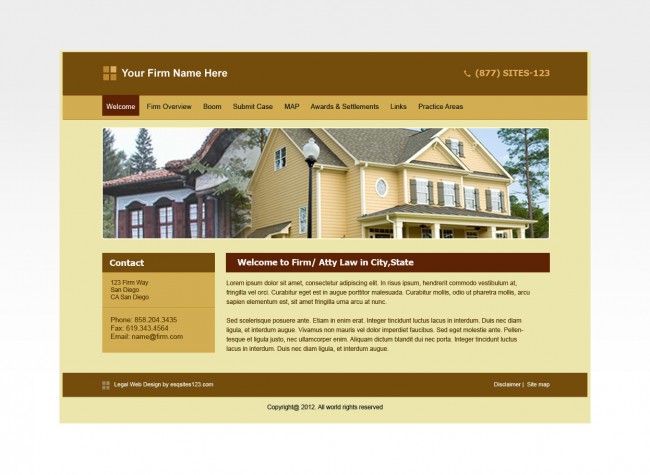 Your Firm Name Here
(877) SITES-123
Welcome Firm Overview Boom Submit Case MAP Awards & Settlements Links Practice Areas
Contact
123 Firm Way
San Diego
CA San Diego
Phone: 858.204.3435
Fax: 619.343.4564
Email: name@firm.com
Welcome to Firm/ Atty Law in City,State
Lorem ipsum dolor sit amet, consectetur adipiscing elit. In risus ipsum, hendrerit commodo vestibulum at,
fringilla vel orci. Curabitur eget est in augue porttitor malesuada. Curabitur mollis, odio ut pharetra mollis, arcu
sapien elementum est, sit amet fringilla urna arcu at nunc.
Sed scelerisque posuere ante. Etiam in enim erat. Integer tincidunt luctus lacus in interdum. Duis nec diam
ligula, et interdum augue. Vivamus non mauris vel dolor imperdiet faucibus. Sed eget molestie ante. Pellen-
tesque et ligula justo, nec ullamcorper enim. Aliquam dictum blandit dui nec porta. Integer tincidunt luctus
lacus in interdum. Duis nec diam ligula, et interdum augue.
Legal Web Design by esqsites123.com
Disclaimer | Site map
Copyright@ 2012. All world rights reserved